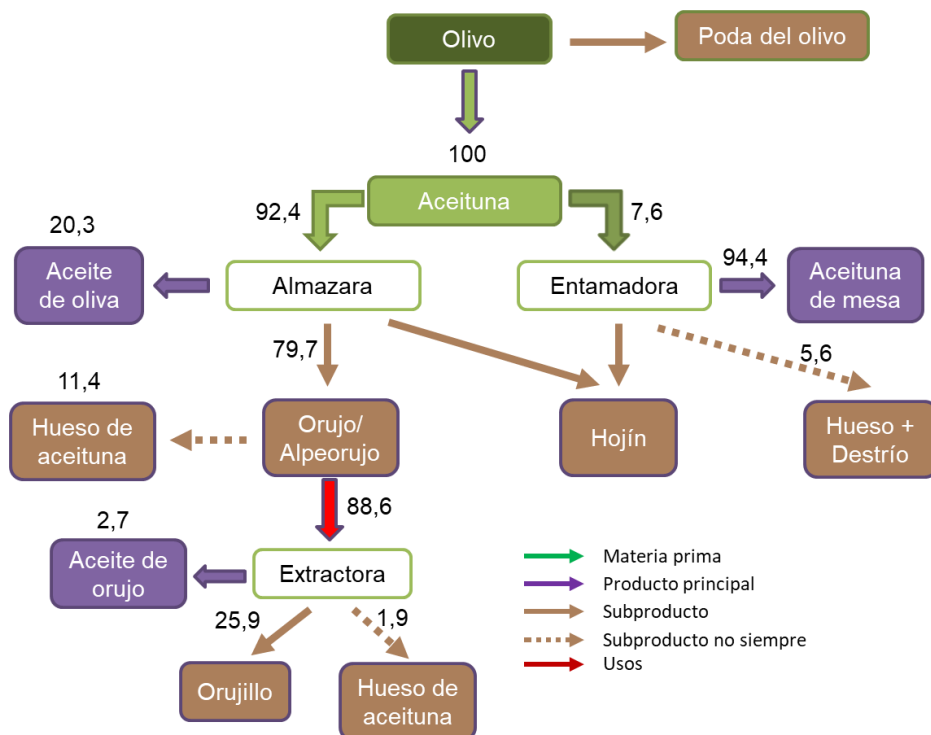 Olivo
Poda del olivo
100
Aceituna
92,4
7,6
20,3
Aceite
de oliva
Almazara
Entamadora
94,4
Aceituna
de mesa
79,7
5,6
11,4
Hueso de
aceituna
Orujo/
Alpeorujo
Hojín
Hueso +
Destrío
88,6
2,7
Aceite de
orujo
Extractora
25,9
1,9
Orujillo
Hueso de
aceituna
Materia prima
Producto principal
Subproducto
Subproducto no siempre
Usos